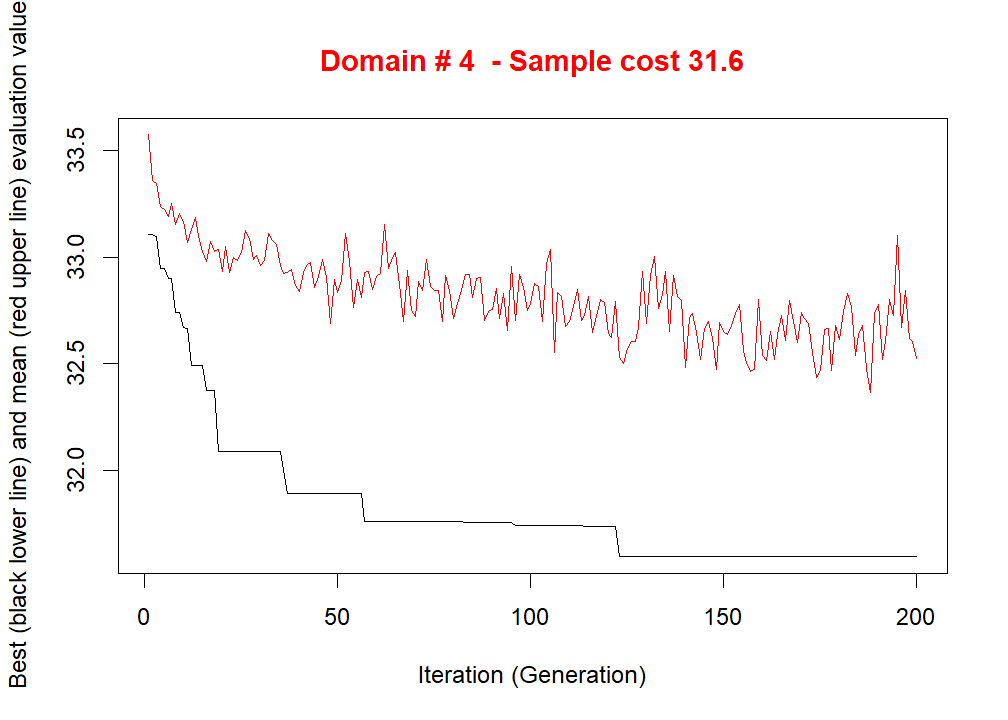 Domain # 4  - Sample cost 31.6
Best (black lower line) and mean (red upper line) evaluation value
33.5
33.0
32.5
32.0
0 50 100 150 200
Iteration (Generation)